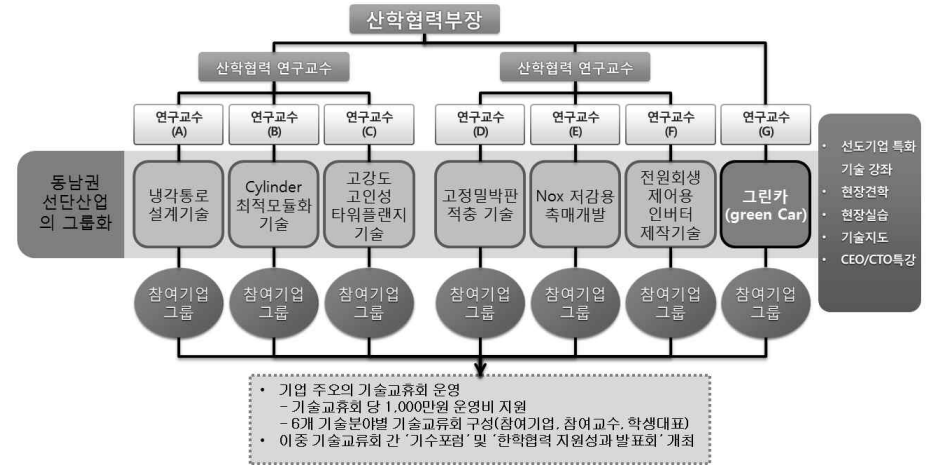 산학협력부장
산학협력 연구교수
산학협력 연구교수
연구교수
(A)
연구교수
(B)
연구교수
(C)
연구교수
(D)
연구교수
(E)
연구교수
(F)
연구교수
(G)
동남권
선단산업
의 그룹화
냉각통로
설계기술
Cylinder
최적모듈화
기술
고강도
고인성
타워플랜지
기술
고정밀박판
적층 기술
Nox 저감용
촉매개발
전원회생
제어용
인버터
제작기술
그린카
(green Car)
• 선도기업 특화
기술 강좌
• 현장견학
• 현장실습
• 기술지도
• CEO/CTO특강
참여기업
그룹
참여기업
그룹
참여기업
그룹
참여기업
그룹
참여기업
그룹
참여기업
그룹
참여기업
그룹
• 기업 주오의 기술교휴회 운영
– 기술교휴회 당 1,000만원 운영비 지원
– 6개 기술분야별 기술교류회 구성(참여기업, 참여교수, 학생대표)
• 이중 기술교류회 간 '기수포럼' 및 '한학협력 지원성과 발표회' 개최